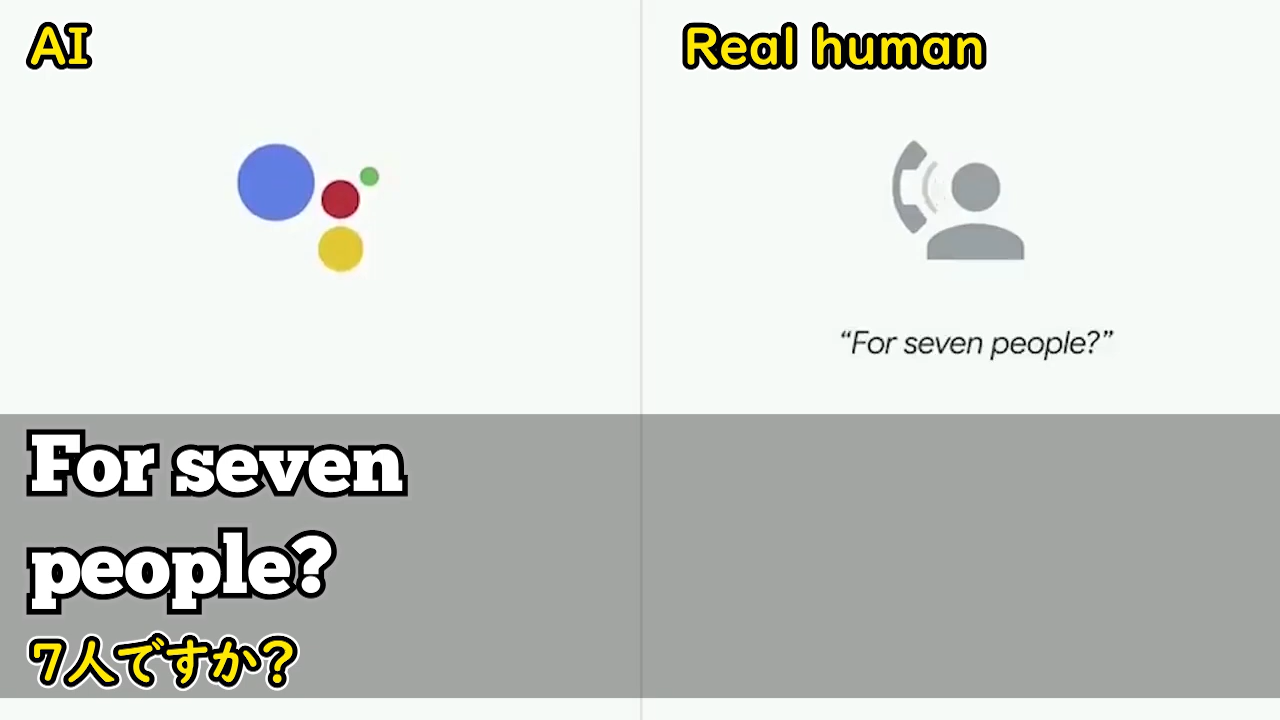 AI
Real human
“For seven people?”
For seven
people?
7人ですか？